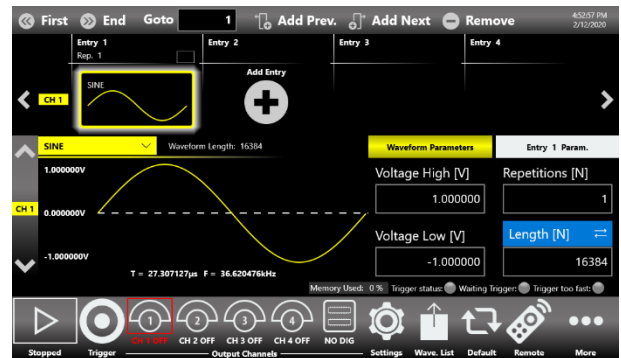 First End Goto 1 Add Prev. Add Next Remove
4:52:57 PM
2/12/2020
Entry 1 Entry 2 Entry 3 Entry 4
Rep. 1
Add Entry
SINE
CH 1
SINE Waveform Length: 16384 Waveform Parameters Entry 1 Param.
1.000000V
Voltage High [V] Repetitions [N]
1.000000 1
CH 1 0.000000V
Voltage Low [V] Length [N]
-1.000000V
-1.000000 16384
T = 27.307127µs F = 36.620476kHz
Memory Used: 0 % Trigger status: Waiting Trigger: Trigger too fast:
1 2 3 4
CH 1 OFF CH 2 OFF CH 3 OFF CH 4 OFF NO DIG
Stopped Trigger Output Channels Settings Wave. List Default Remote More